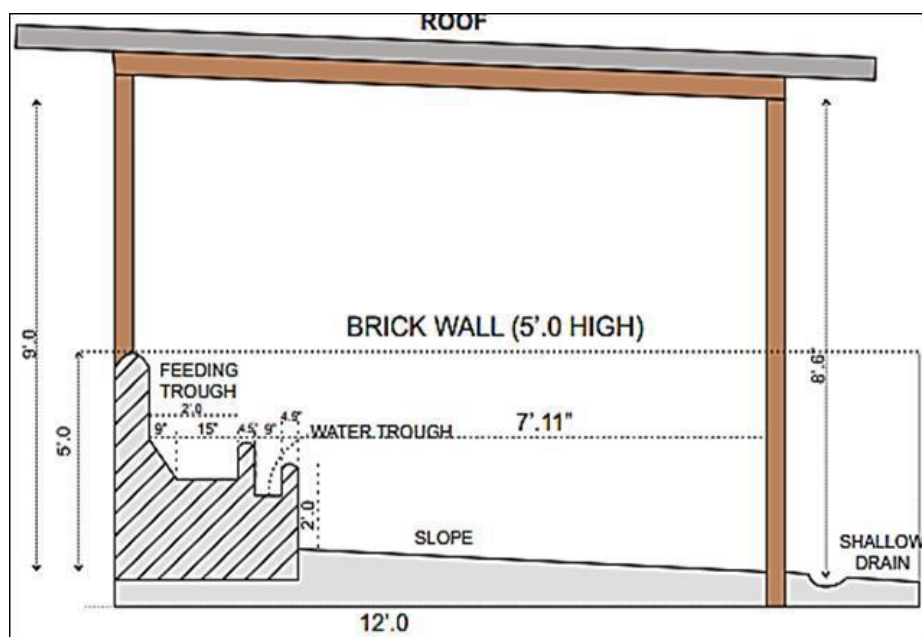 ROOF
BRICK WALL (5'.0 HIGH)
9'.0
8'.6"
FEEDING
TROUGH
2'.0
4.5"
9"
15"
4.5'
9"
WATER TROUGH
7'.11"
5'.0
2'.0
SLOPE
SHALLOW
DRAIN
12'.0